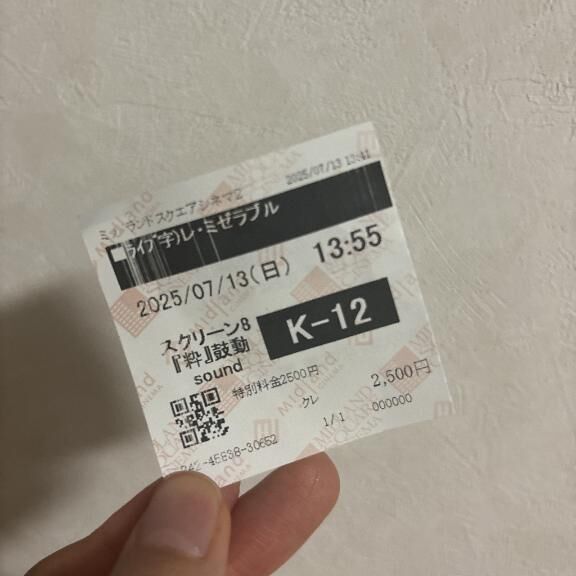 2025/07/13 13:41
ミッドランドスクエアシネマ2
ライブ字)レ・ミゼラブル
2025/07/13(日) 13:55
スクリーン8
『粋』鼓動
sound
K-12
特別料金2500円
2,500円
クレ
1/1 000000
042-45838-30652